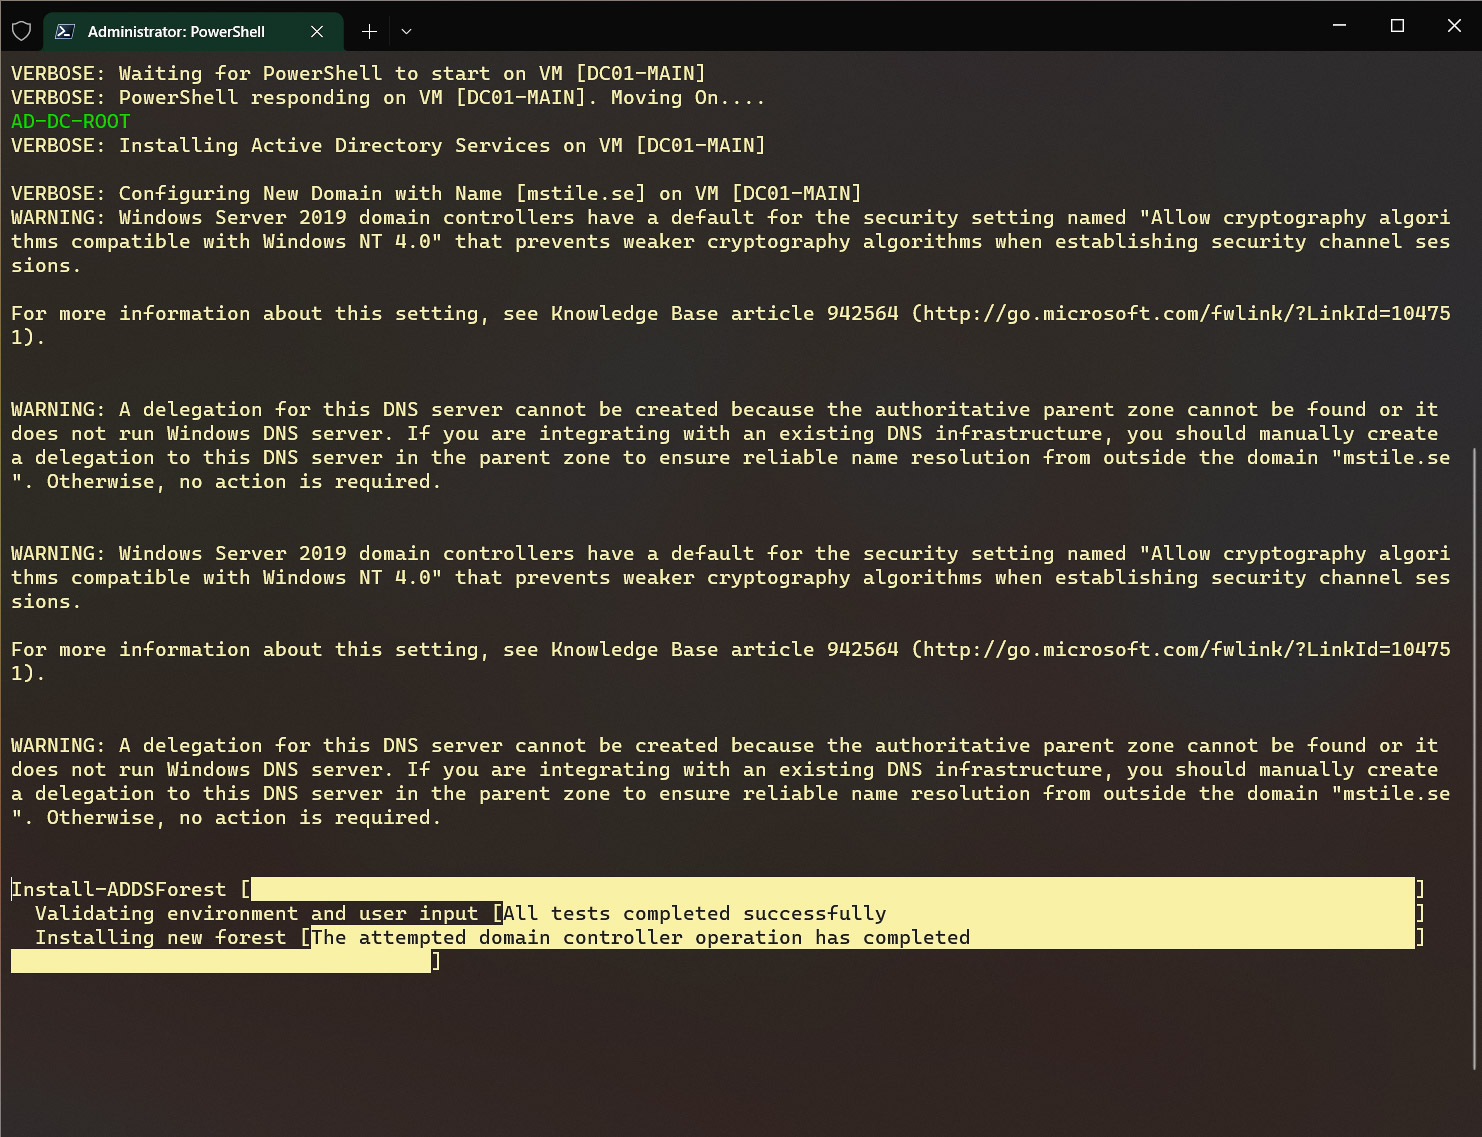 Administrator: PowerShell
VERBOSE: Waiting for PowerShell to start on VM [DC01-MAIN]
VERBOSE: PowerShell responding on VM [DC01-MAIN]. Moving On....
AD-DC-ROOT
VERBOSE: Installing Active Directory Services on VM [DC01-MAIN]
VERBOSE: Configuring New Domain with Name [mstile.se] on VM [DC01-MAIN]
WARNING: Windows Server 2019 domain controllers have a default for the security setting named "Allow cryptography algori
thms compatible with Windows NT 4.0" that prevents weaker cryptography algorithms when establishing security channel ses
sions.
For more information about this setting, see Knowledge Base article 942564 (http://go.microsoft.com/fwlink/?LinkId=10475
1).
WARNING: A delegation for this DNS server cannot be created because the authoritative parent zone cannot be found or it
does not run Windows DNS server. If you are integrating with an existing DNS infrastructure, you should manually create
a delegation to this DNS server in the parent zone to ensure reliable name resolution from outside the domain "mstile.se
". Otherwise, no action is required.
WARNING: Windows Server 2019 domain controllers have a default for the security setting named "Allow cryptography algori
thms compatible with Windows NT 4.0" that prevents weaker cryptography algorithms when establishing security channel ses
sions.
For more information about this setting, see Knowledge Base article 942564 (http://go.microsoft.com/fwlink/?LinkId=10475
1).
WARNING: A delegation for this DNS server cannot be created because the authoritative parent zone cannot be found or it
does not run Windows DNS server. If you are integrating with an existing DNS infrastructure, you should manually create
a delegation to this DNS server in the parent zone to ensure reliable name resolution from outside the domain "mstile.se
". Otherwise, no action is required.
Install-ADDSForest [ ]
Validating environment and user input [All tests completed successfully ]
Installing new forest [The attempted domain controller operation has completed ]
]